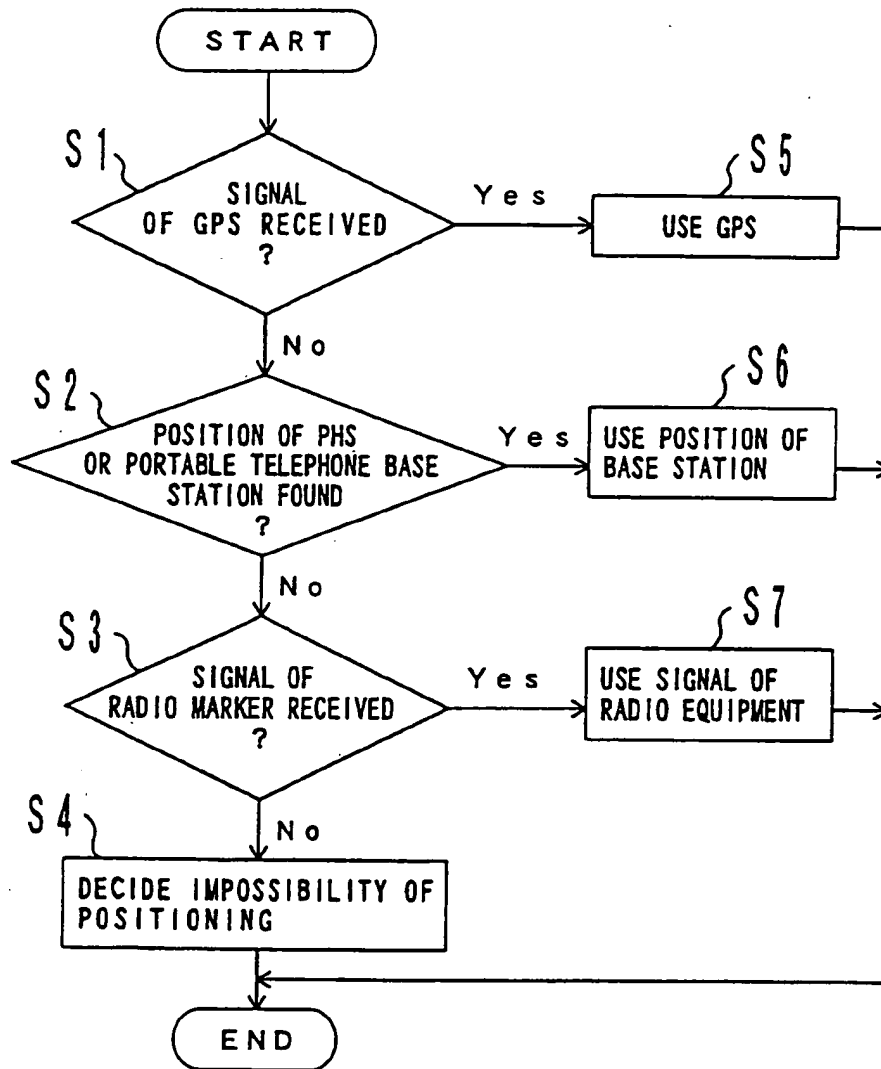 START
S1
SIGNAL
OF GPS RECEIVED
?
Yes
S5
USE GPS
No
S2
POSITION OF PHS
OR PORTABLE TELEPHONE BASE
STATION FOUND
?
Yes
S6
USE POSITION OF
BASE STATION
No
S3
SIGNAL OF
RADIO MARKER RECEIVED
?
Yes
S7
USE SIGNAL OF
RADIO EQUIPMENT
No
S4
DECIDE IMPOSSIBILITY OF
POSITIONING
END